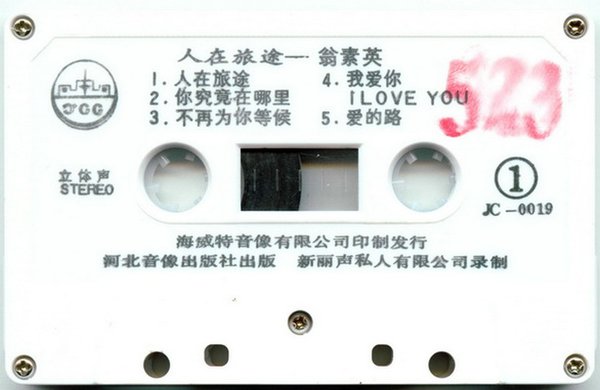 人在旅途——翁素英
1.人在旅途 4.我爱你
2.你究竟在哪里 I LOVE YOU
3.不再为你等候 5.爱的路
523
JCC
立体声
STEREO
1
JC-0019
海威特音像有限公司印制发行
河北音像出版社出版 新丽声私人有限公司录制